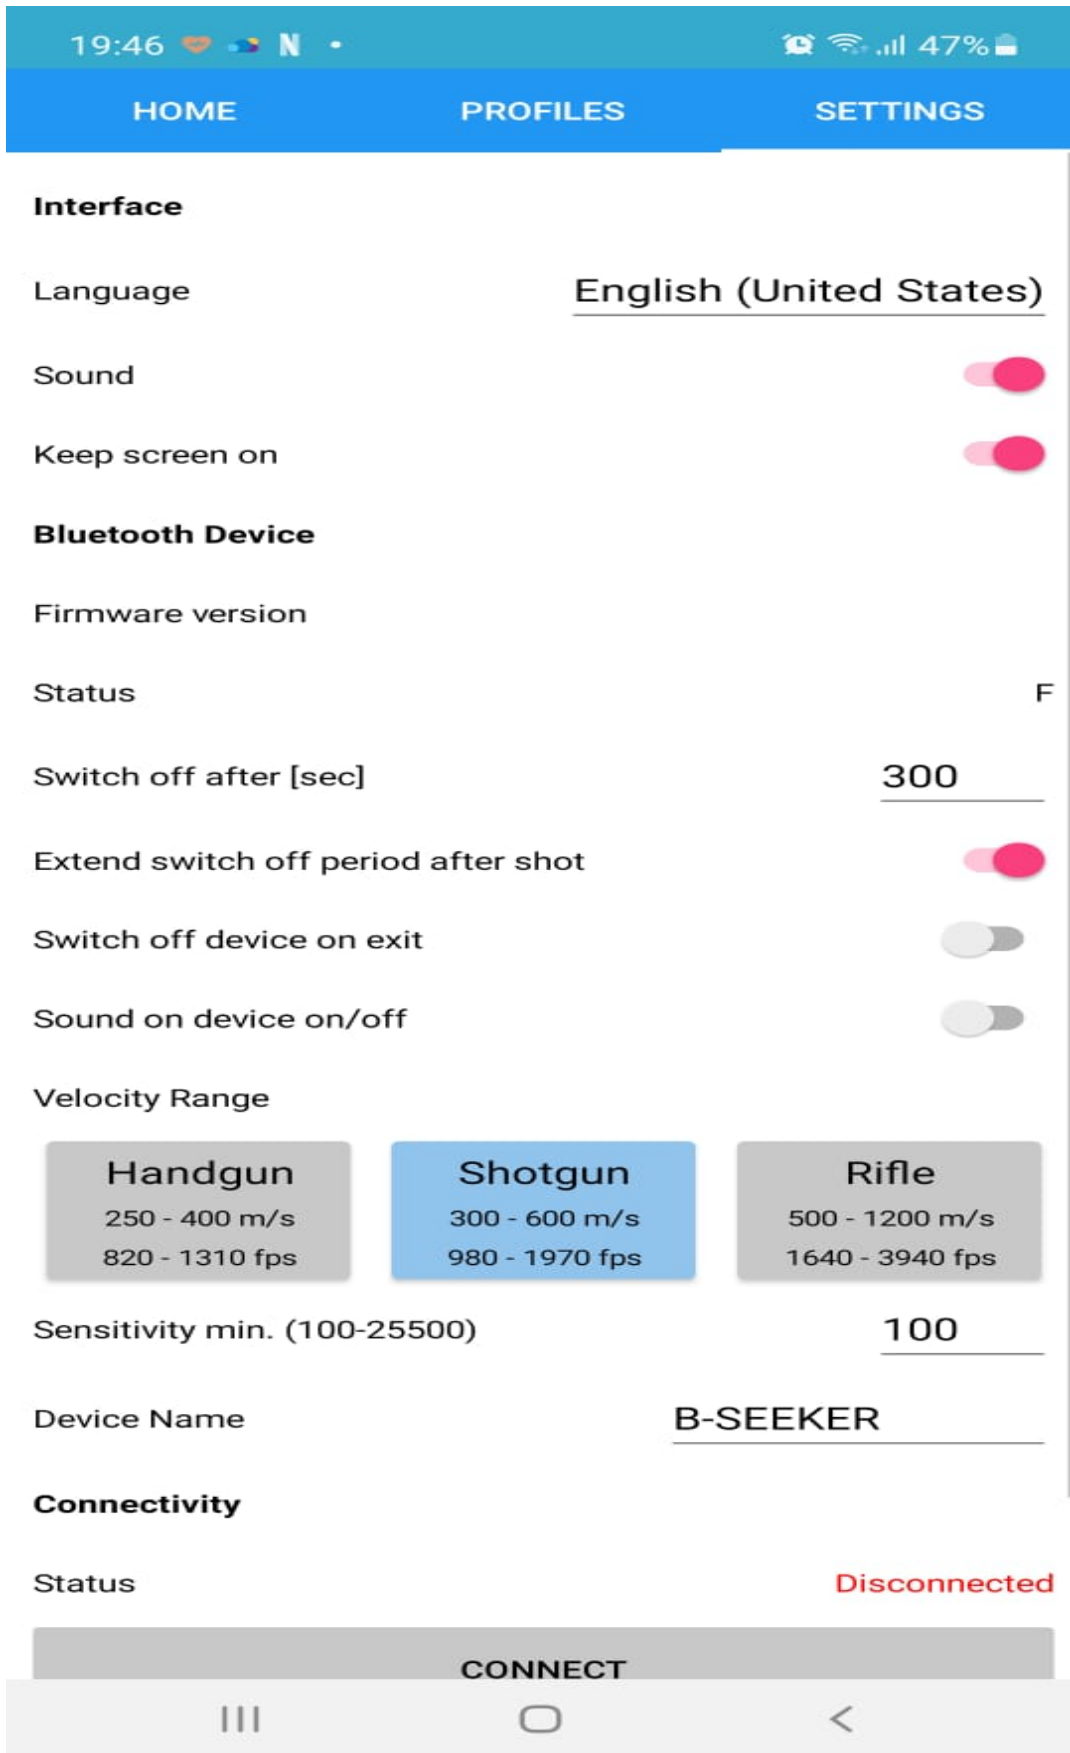 19:46 N 47%
HOME PROFILES SETTINGS
Interface
Language English (United States)
Sound
Keep screen on
Bluetooth Device
Firmware version
Status F
Switch off after [sec] 300
Extend switch off period after shot
Switch off device on exit
Sound on device on/off
Velocity Range
Handgun Shotgun Rifle
250 - 400 m/s 300 - 600 m/s 500 - 1200 m/s
820 - 1310 fps 980 - 1970 fps 1640 - 3940 fps
Sensitivity min. (100-25500) 100
Device Name B-SEEKER
Connectivity
Status Disconnected
CONNECT